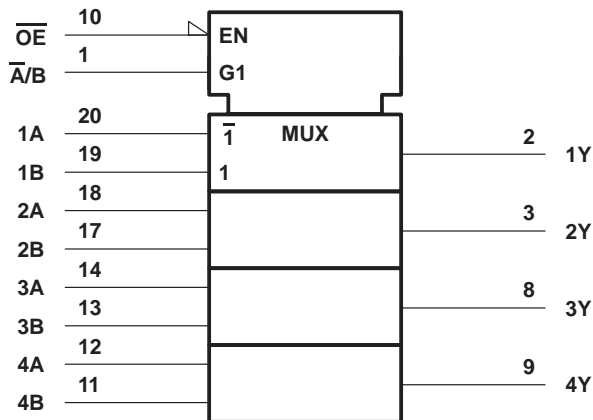 10
O̅E̅ EN
1
A̅/B G1
20
1A 1̅ MUX 2
19 1Y
1B 1
18
2A 3
17 2Y
2B
14
3A 8
13 3Y
3B
12
4A 9
11 4Y
4B